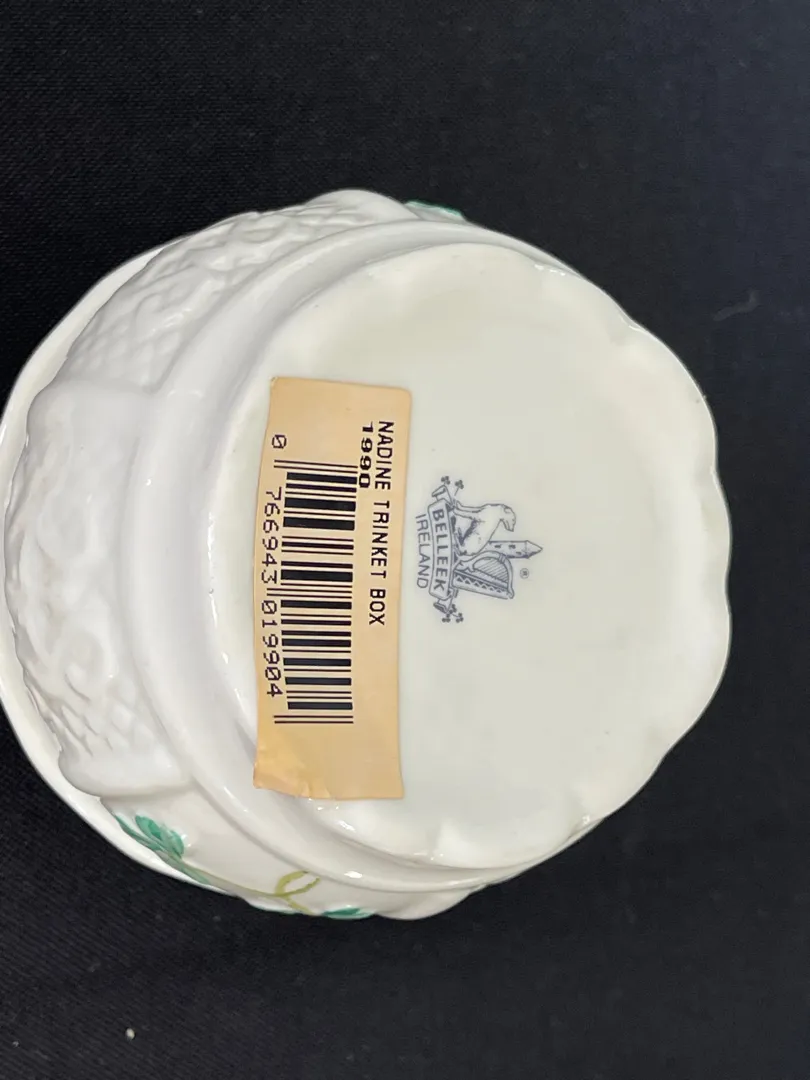 NADINE TRINKET BOX
1990
0 766943 019904
®
BELLEEK
IRELAND